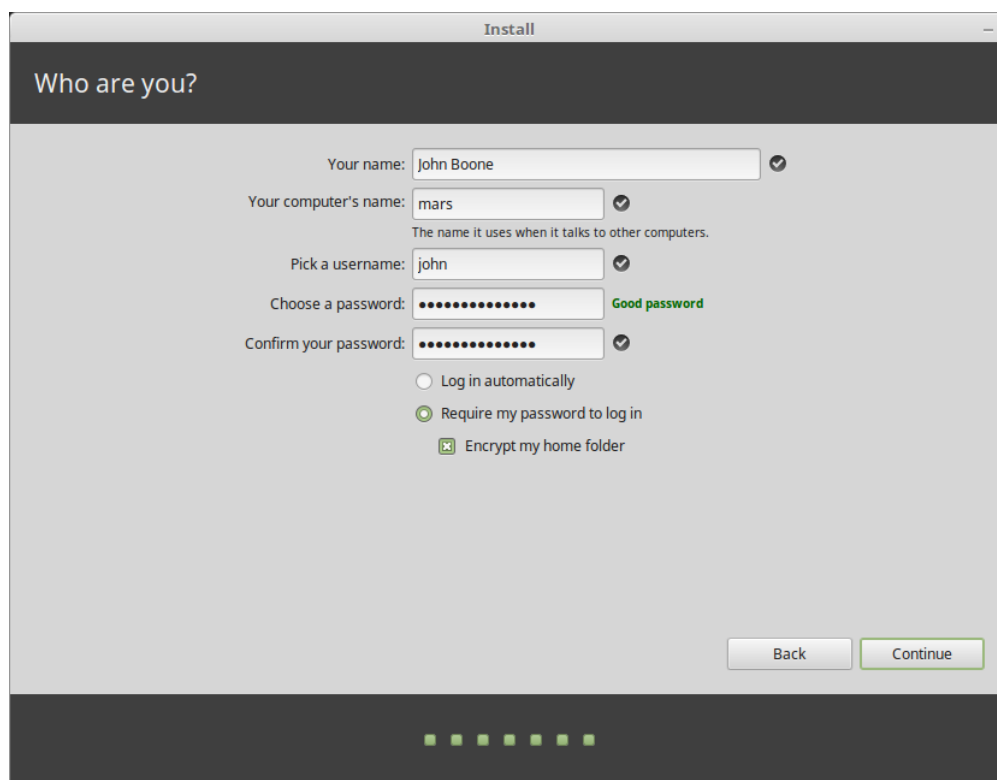 Install
Who are you?
Your name: John Boone
Your computer's name: mars
The name it uses when it talks to other computers.
Pick a username: john
Choose a password: ●●●●●●●●●●●●●● Good password
Confirm your password: ●●●●●●●●●●●●●●
Log in automatically
Require my password to log in
Encrypt my home folder
Back Continue